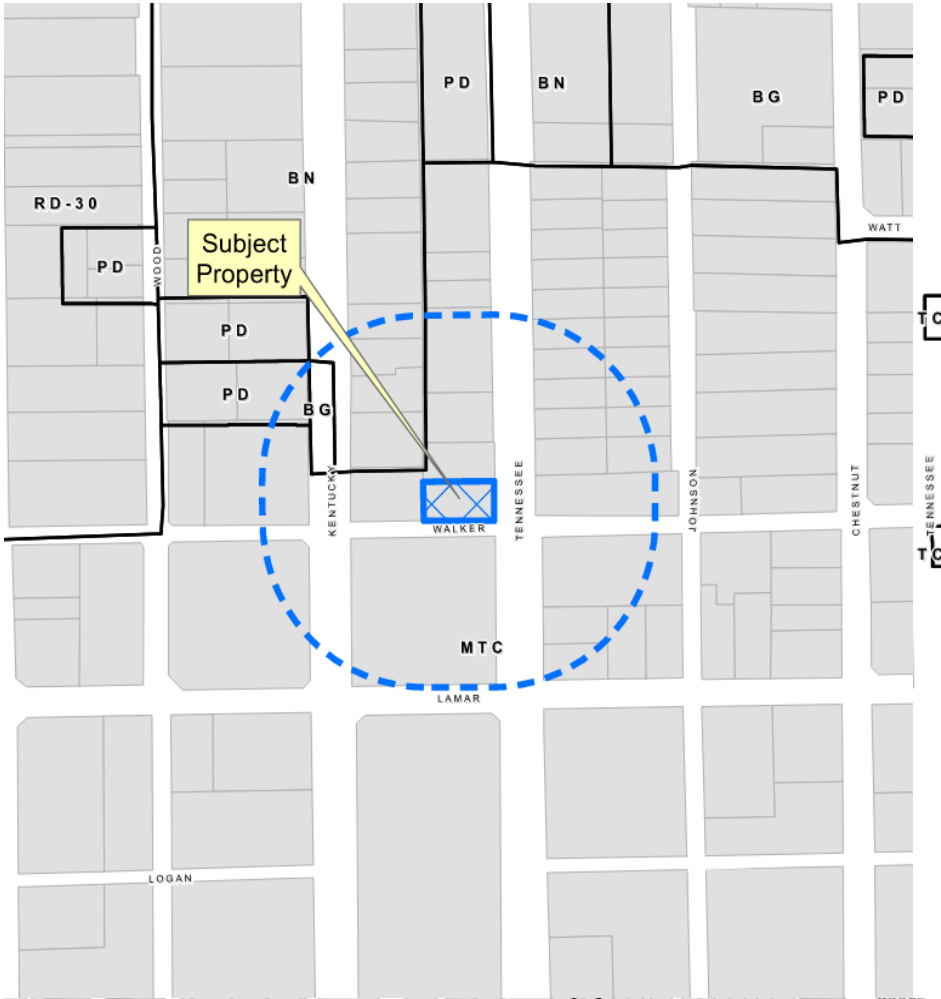 PD
BN
BG
PD
BN
RD-30
WATT
Subject
Property
WOOD
PD
TC
PD
PD
BG
KENTUCKY
TENNESSEE
JOHNSON
CHESTNUT
TENNESSEE
WALKER
TC
MTC
LAMAR
LOGAN